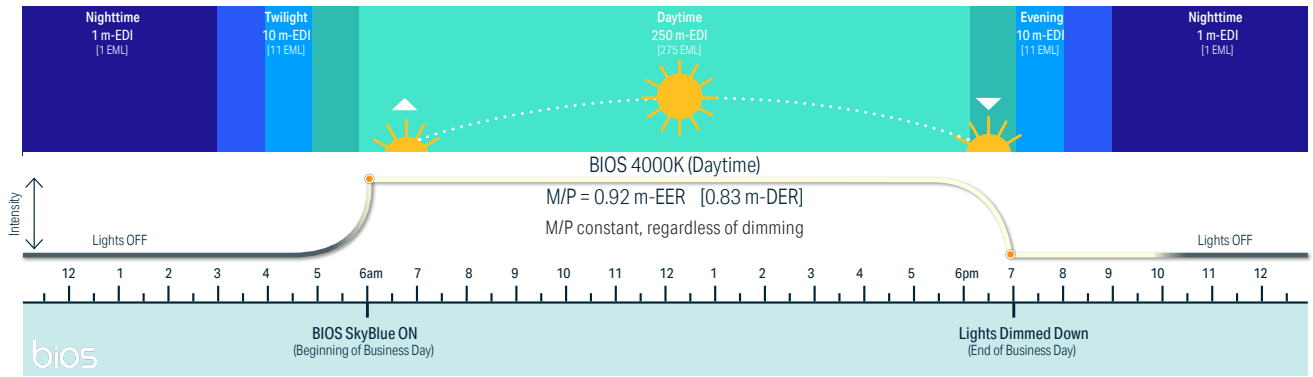 Nighttime
1 m-EDI
[1 EML]
Twilight
10 m-EDI
[11 EML]
Daytime
250 m-EDI
[275 EML]
Evening
10 m-EDI
[11 EML]
Nighttime
1 m-EDI
[1 EML]
BIOS 4000K (Daytime)
M/P = 0.92 m-EER [0.83 m-DER]
M/P constant, regardless of dimming
Intensity
Lights OFF
Lights OFF
12 1 2 3 4 5 6am 7 8 9 10 11 12 1 2 3 4 5 6pm 7 8 9 10 11 12
BIOS SkyBlue ON
(Beginning of Business Day)
Lights Dimmed Down
(End of Business Day)
bios